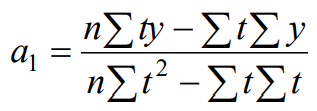 a₁ = (n∑ty − ∑t∑y) / (n∑t² − ∑t∑t)